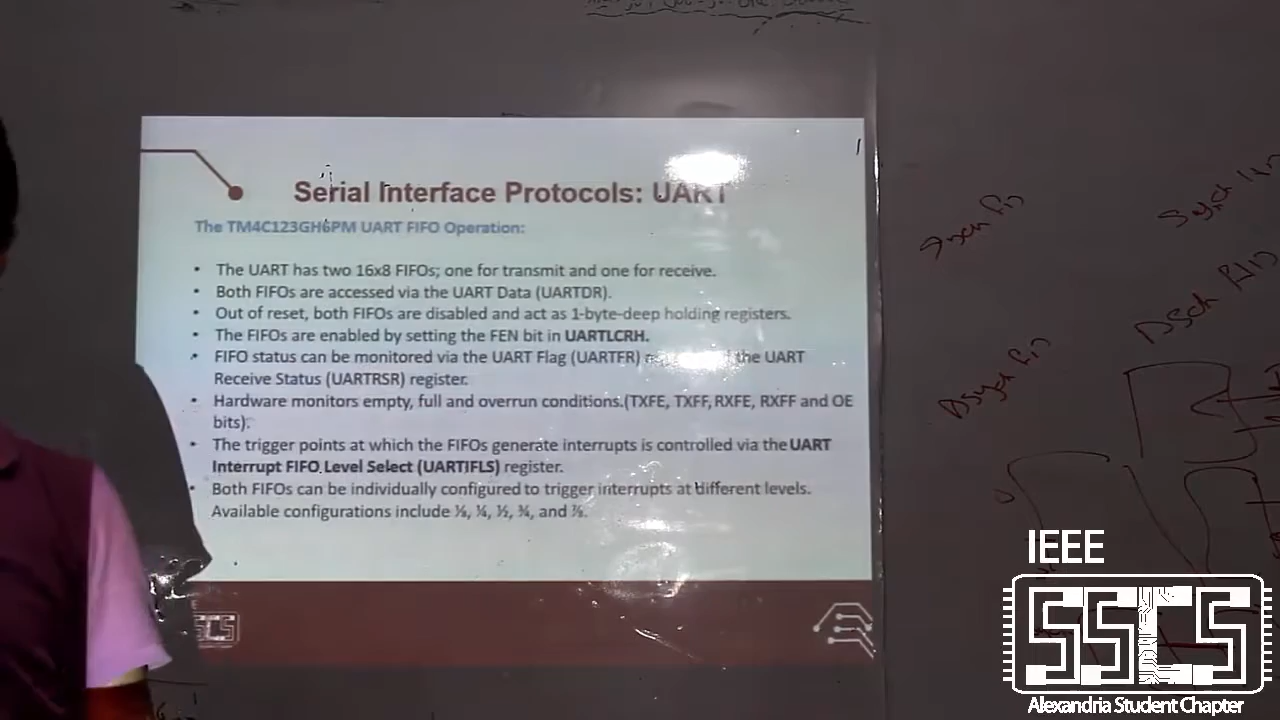 Serial Interface Protocols: UART
The TM4C123GH6PM UART FIFO Operation:
• The UART has two 16x8 FIFOs; one for transmit and one for receive.
• Both FIFOs are accessed via the UART Data (UARTDR).
• Out of reset, both FIFOs are disabled and act as 1-byte-deep holding registers.
• The FIFOs are enabled by setting the FEN bit in UARTLCRH.
• FIFO status can be monitored via the UART Flag (UARTFR) the UART
Receive Status (UARTRSR) register.
• Hardware monitors empty, full and overrun conditions.(TXFE, TXFF, RXFE, RXFF and OE
bits).
• The trigger points at which the FIFOs generate interrupts is controlled via the UART
Interrupt FIFO Level Select (UARTIFLS) register.
• Both FIFOs can be individually configured to trigger interrupts at different levels.
Available configurations include ⅛, ¼, ½, ¾, and ⅞.
SCS
IEEE
SSCS
Alexandria Student Chapter